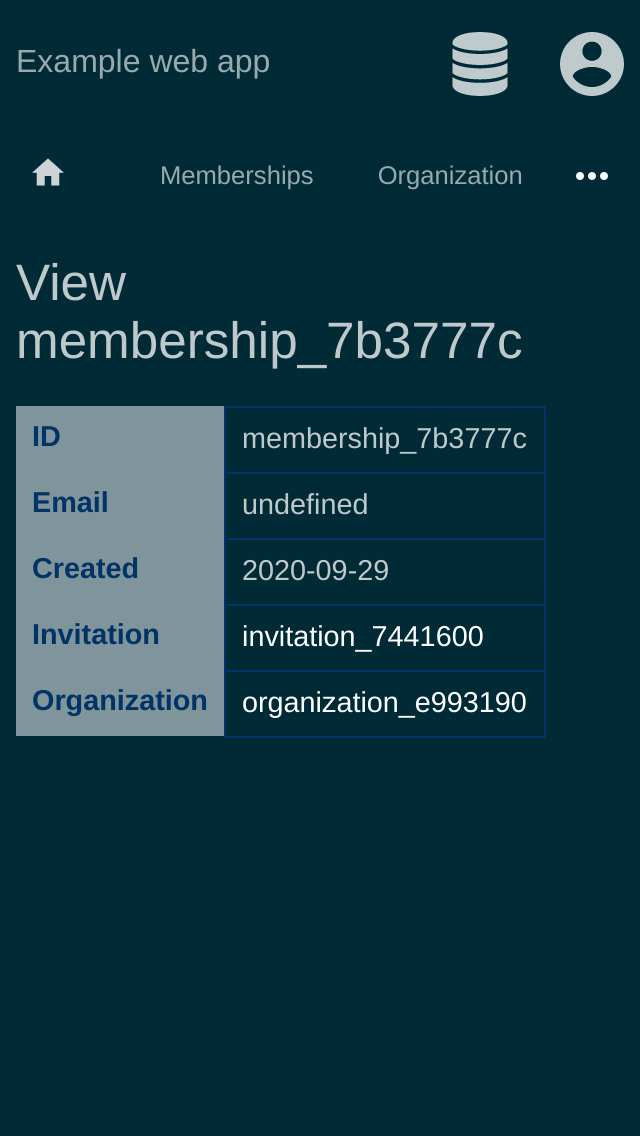 Example web app
Memberships Organization
View
membership_7b3777c
ID membership_7b3777c
Email undefined
Created 2020-09-29
Invitation invitation_7441600
Organization organization_e993190